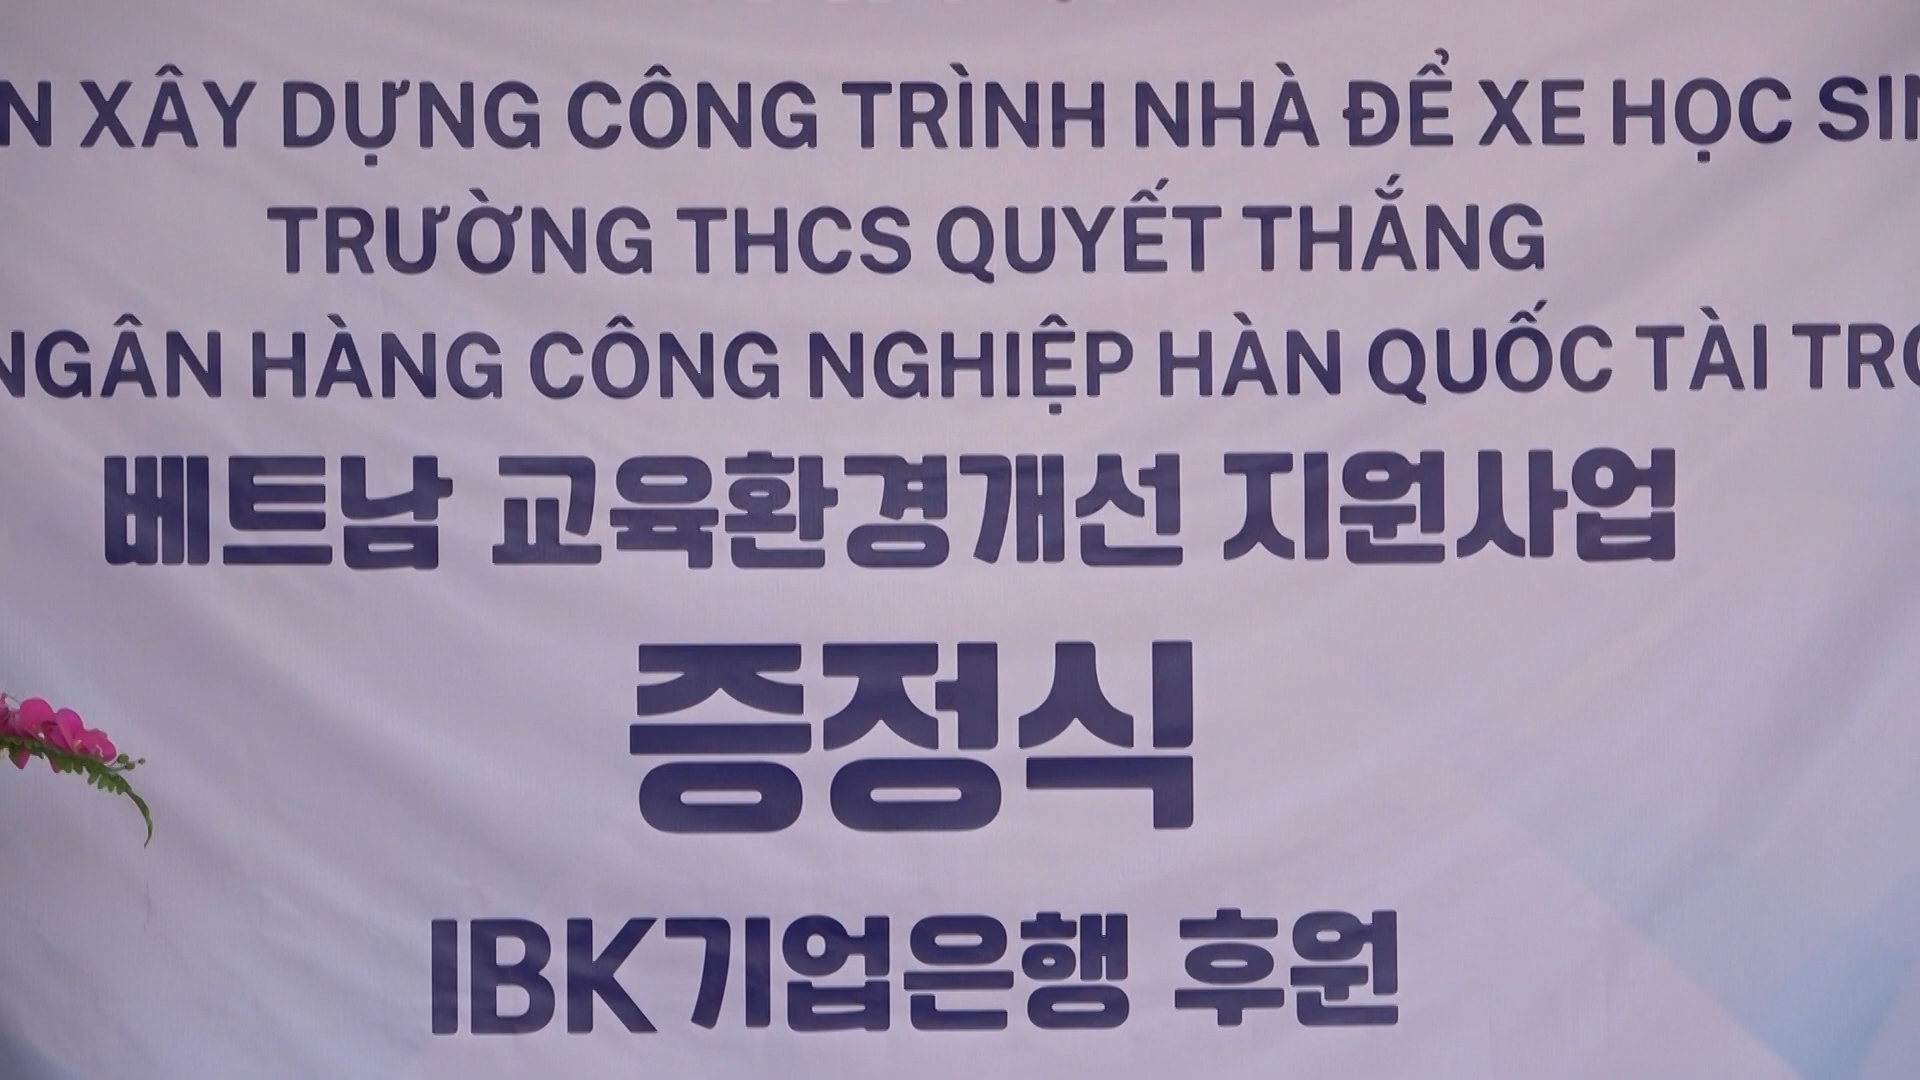 N XÂY DỰNG CÔNG TRÌNH NHÀ ĐỂ XE HỌC SIN
TRƯỜNG THCS QUYẾT THẮNG
NGÂN HÀNG CÔNG NGHIỆP HÀN QUỐC TÀI TRỢ
베트남 교육환경개선 지원사업
증정식
IBK기업은행 후원